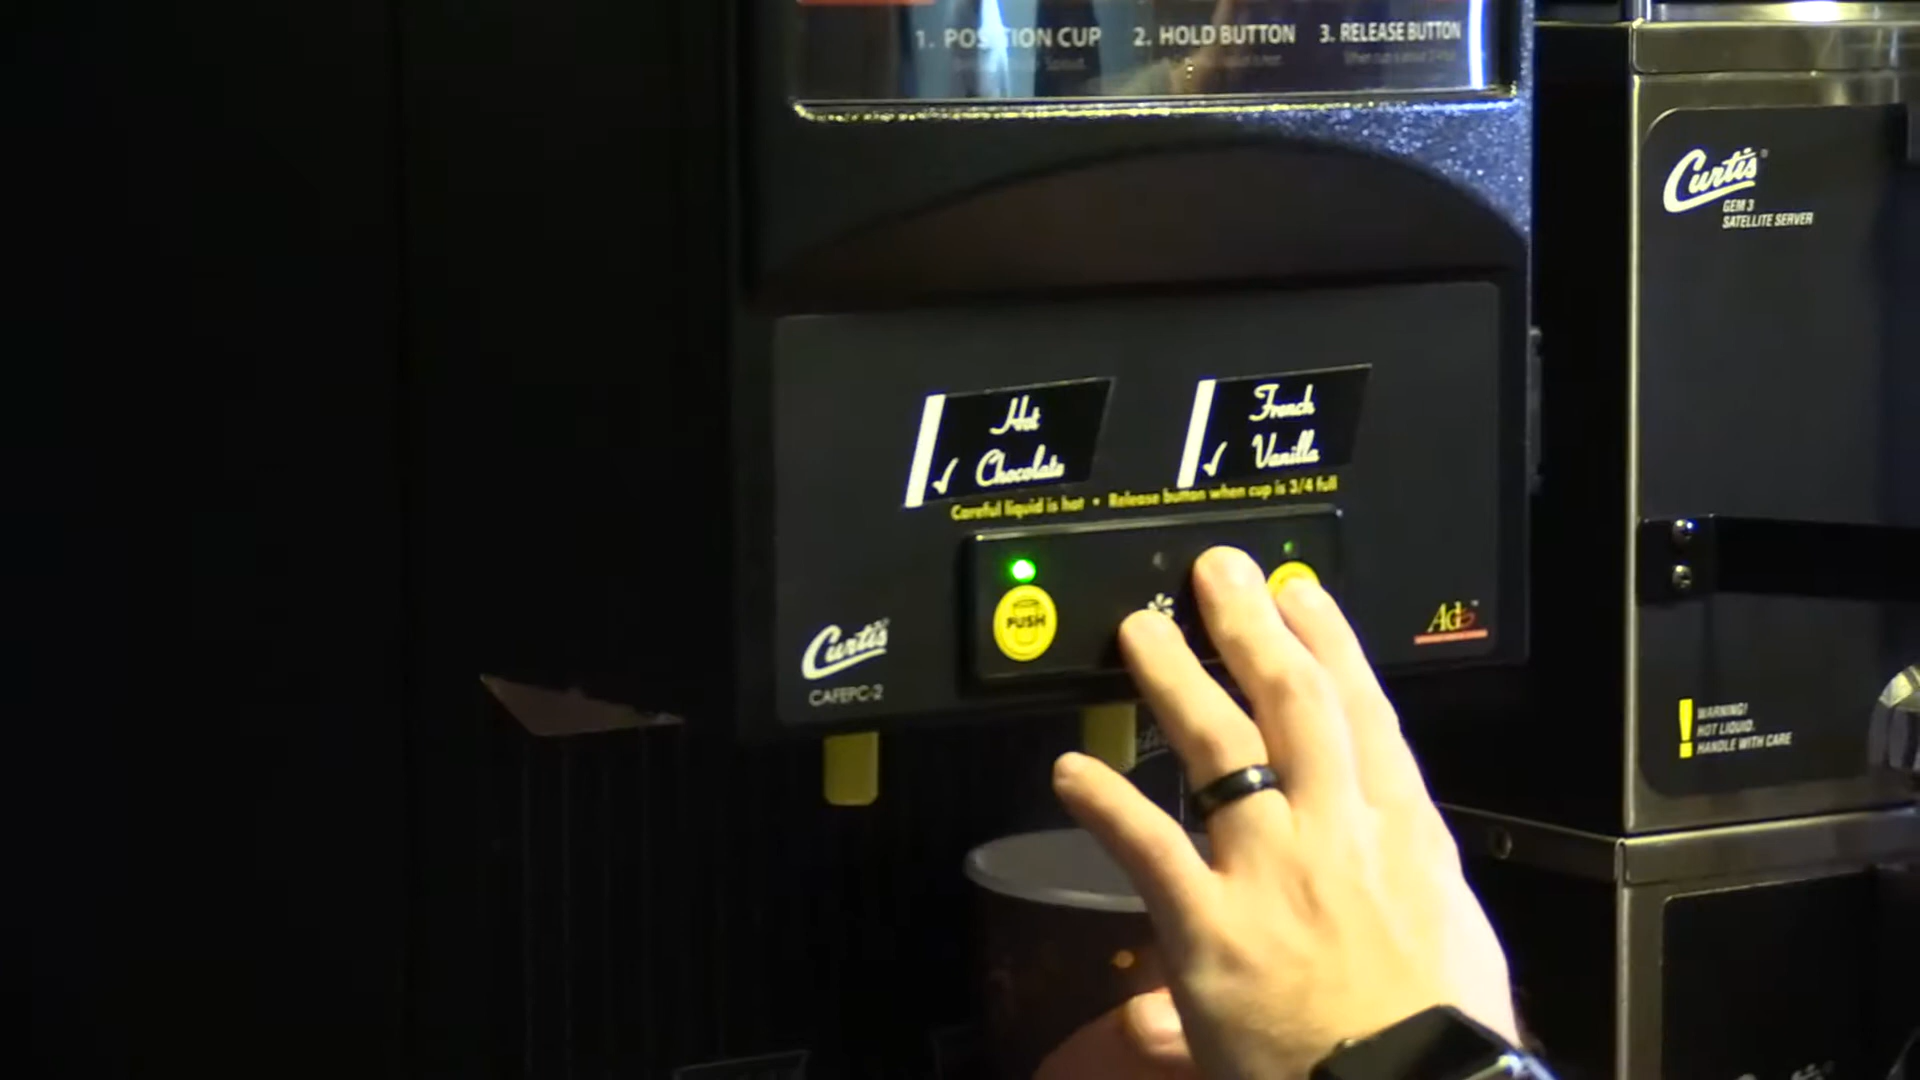 1. POSITION CUP 2. HOLD BUTTON 3. RELEASE BUTTON
Curtis®
GEM 3
SATELLITE SERVER
Hot
Chocolate
French
Vanilla
Careful liquid is hot • Release button when cup is 3/4 full
PUSH
Curtis
CAFEPC-2
ADS™
WARNING!
HOT LIQUID.
HANDLE WITH CARE